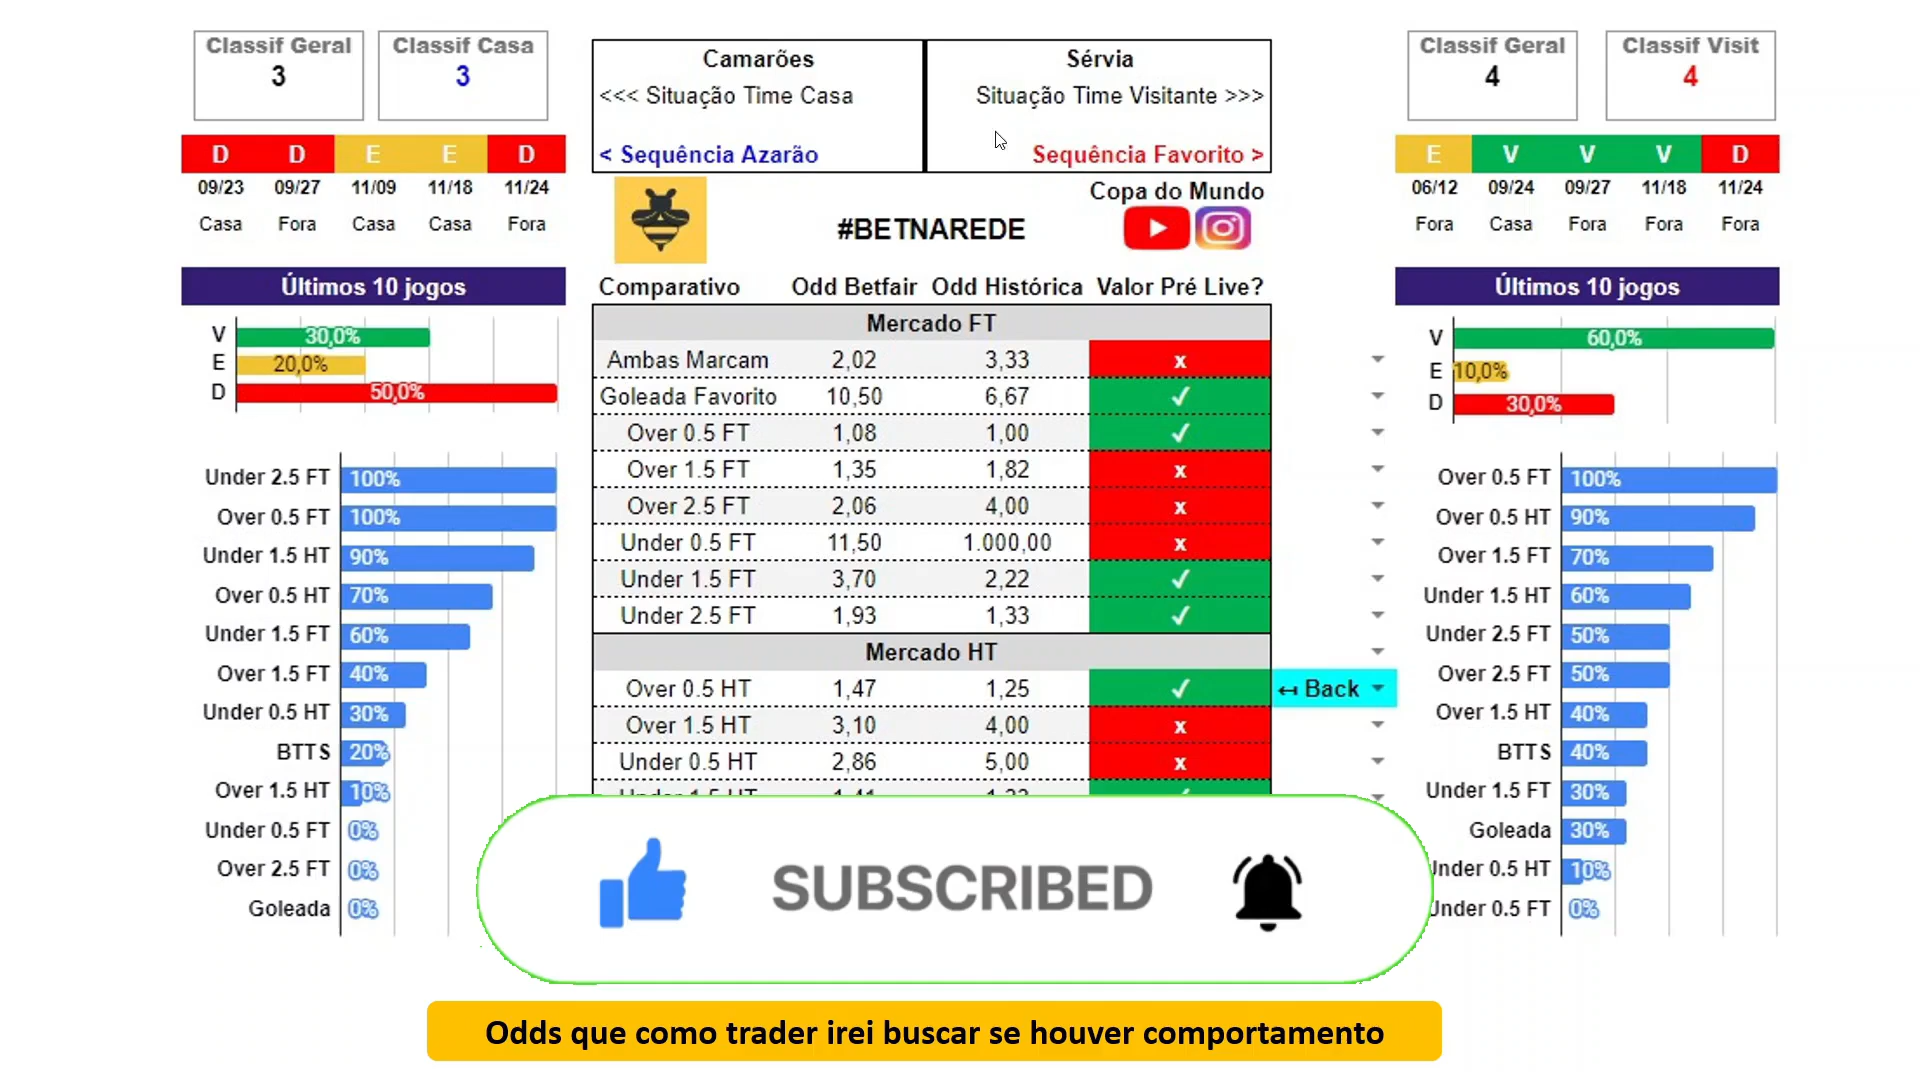 Classif Geral
3
Classif Casa
3
D D E E D
09/23 09/27 11/09 11/18 11/24
Casa Fora Casa Casa Fora
Últimos 10 jogos
V 30,0%
E 20,0%
D 50,0%
Under 2.5 FT 100%
Over 0.5 FT 100%
Under 1.5 HT 90%
Over 0.5 HT 70%
Under 1.5 FT 60%
Over 1.5 FT 40%
Under 0.5 HT 30%
BTTS 20%
Over 1.5 HT 10%
Under 0.5 FT 0%
Over 2.5 FT 0%
Goleada 0%
Camarões
<<< Situação Time Casa
< Sequência Azarão
Sérvia
Situação Time Visitante >>>
Sequência Favorito >
Copa do Mundo
#BETNAREDE
Comparativo Odd Betfair Odd Histórica Valor Pré Live?
Mercado FT
Ambas Marcam 2,02 3,33 x
Goleada Favorito 10,50 6,67 ✓
Over 0.5 FT 1,08 1,00 ✓
Over 1.5 FT 1,35 1,82 x
Over 2.5 FT 2,06 4,00 x
Under 0.5 FT 11,50 1.000,00 x
Under 1.5 FT 3,70 2,22 ✓
Under 2.5 FT 1,93 1,33 ✓
Mercado HT
Over 0.5 HT 1,47 1,25 ✓ ↤ Back
Over 1.5 HT 3,10 4,00 x
Under 0.5 HT 2,86 5,00 x
Classif Geral
4
Classif Visit
4
E V V V D
06/12 09/24 09/27 11/18 11/24
Fora Casa Fora Fora Fora
Últimos 10 jogos
V 60,0%
E 10,0%
D 30,0%
Over 0.5 FT 100%
Over 0.5 HT 90%
Over 1.5 FT 70%
Under 1.5 HT 60%
Under 2.5 FT 50%
Over 2.5 FT 50%
Over 1.5 HT 40%
BTTS 40%
Under 1.5 FT 30%
Goleada 30%
Under 0.5 HT 10%
Under 0.5 FT 0%
SUBSCRIBED
Odds que como trader irei buscar se houver comportamento